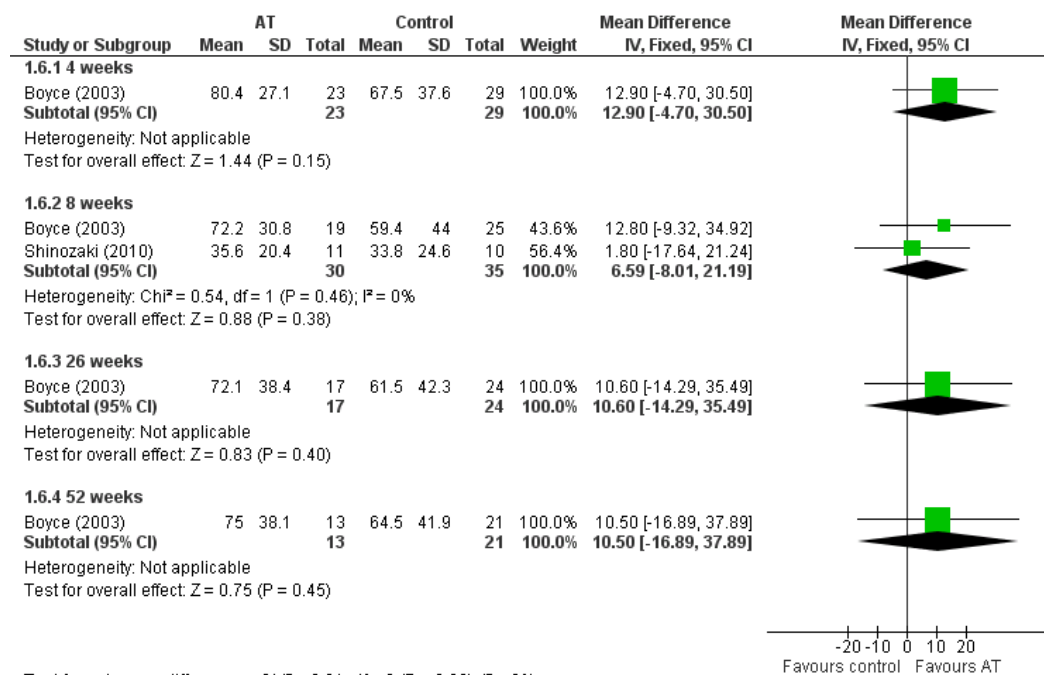 AT Control Mean Difference Mean Difference
Study or Subgroup Mean SD Total Mean SD Total Weight IV, Fixed, 95% CI IV, Fixed, 95% CI
1.6.1 4 weeks
Boyce (2003) 80.4 27.1 23 67.5 37.6 29 100.0% 12.90 [-4.70, 30.50]
Subtotal (95% CI) 23 29 100.0% 12.90 [-4.70, 30.50]
Heterogeneity: Not applicable
Test for overall effect: Z = 1.44 (P = 0.15)
1.6.2 8 weeks
Boyce (2003) 72.2 30.8 19 59.4 44 25 43.6% 12.80 [-9.32, 34.92]
Shinozaki (2010) 35.6 20.4 11 33.8 24.6 10 56.4% 1.80 [-17.64, 21.24]
Subtotal (95% CI) 30 35 100.0% 6.59 [-8.01, 21.19]
Heterogeneity: Chi² = 0.54, df = 1 (P = 0.46); I² = 0%
Test for overall effect: Z = 0.88 (P = 0.38)
1.6.3 26 weeks
Boyce (2003) 72.1 38.4 17 61.5 42.3 24 100.0% 10.60 [-14.29, 35.49]
Subtotal (95% CI) 17 24 100.0% 10.60 [-14.29, 35.49]
Heterogeneity: Not applicable
Test for overall effect: Z = 0.83 (P = 0.40)
1.6.4 52 weeks
Boyce (2003) 75 38.1 13 64.5 41.9 21 100.0% 10.50 [-16.89, 37.89]
Subtotal (95% CI) 13 21 100.0% 10.50 [-16.89, 37.89]
Heterogeneity: Not applicable
Test for overall effect: Z = 0.75 (P = 0.45)
-20 -10 0 10 20
Favours control Favours AT